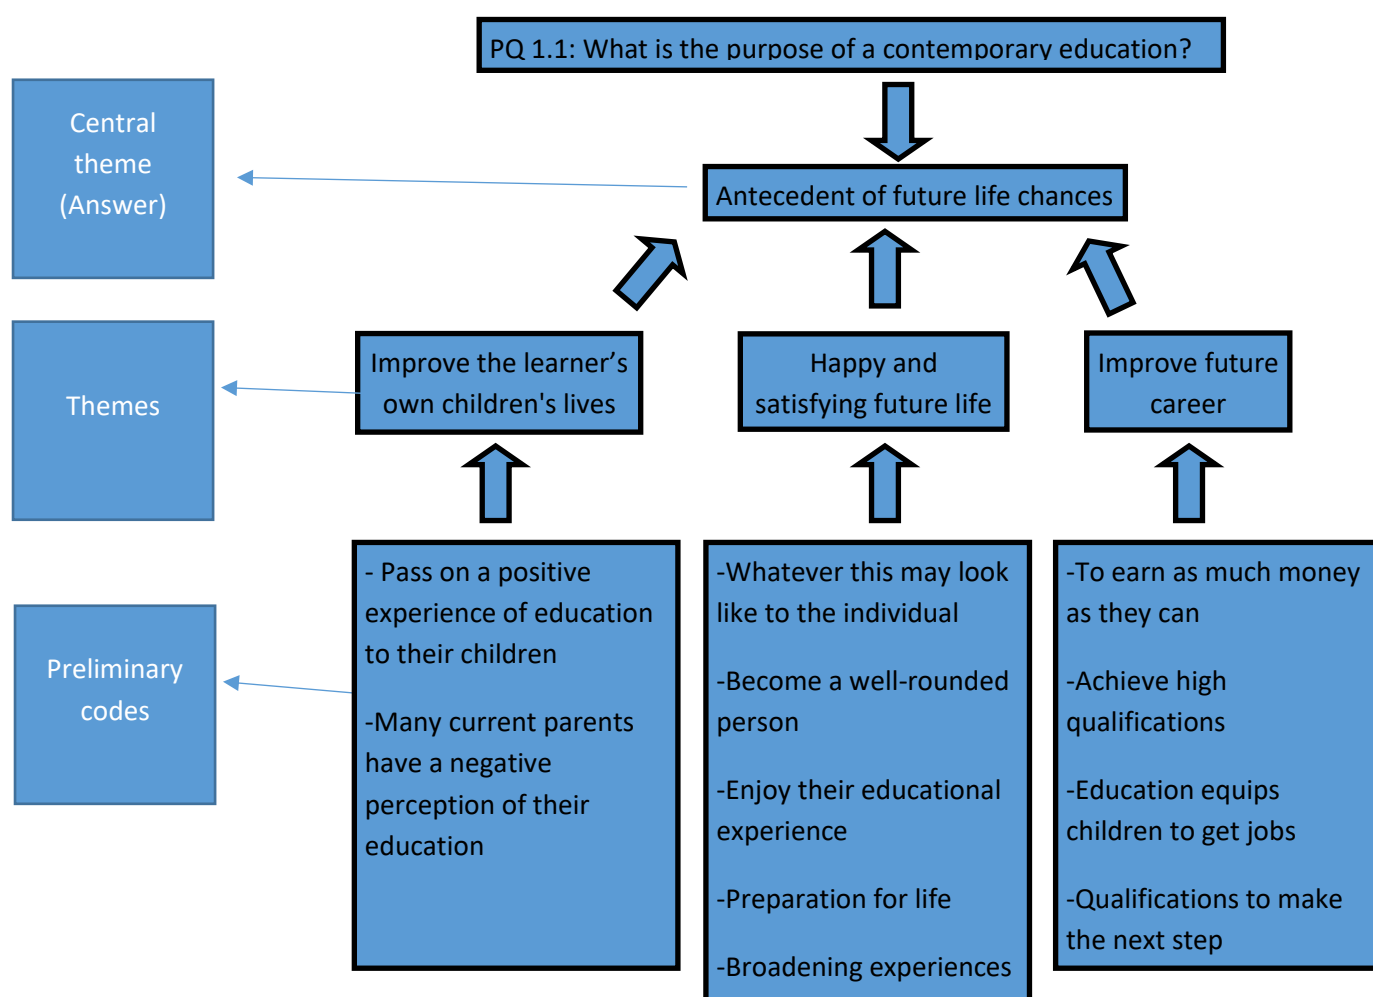 PQ 1.1: What is the purpose of a contemporary education?
Central
theme
(Answer)
Antecedent of future life chances
Themes
Improve the learner’s
own children's lives
Happy and
satisfying future life
Improve future
career
Preliminary
codes
- Pass on a positive
experience of education
to their children
-Many current parents
have a negative
perception of their
education
-Whatever this may look
like to the individual
-Become a well-rounded
person
-Enjoy their educational
experience
-Preparation for life
-Broadening experiences
-To earn as much money
as they can
-Achieve high
qualifications
-Education equips
children to get jobs
-Qualifications to make
the next step